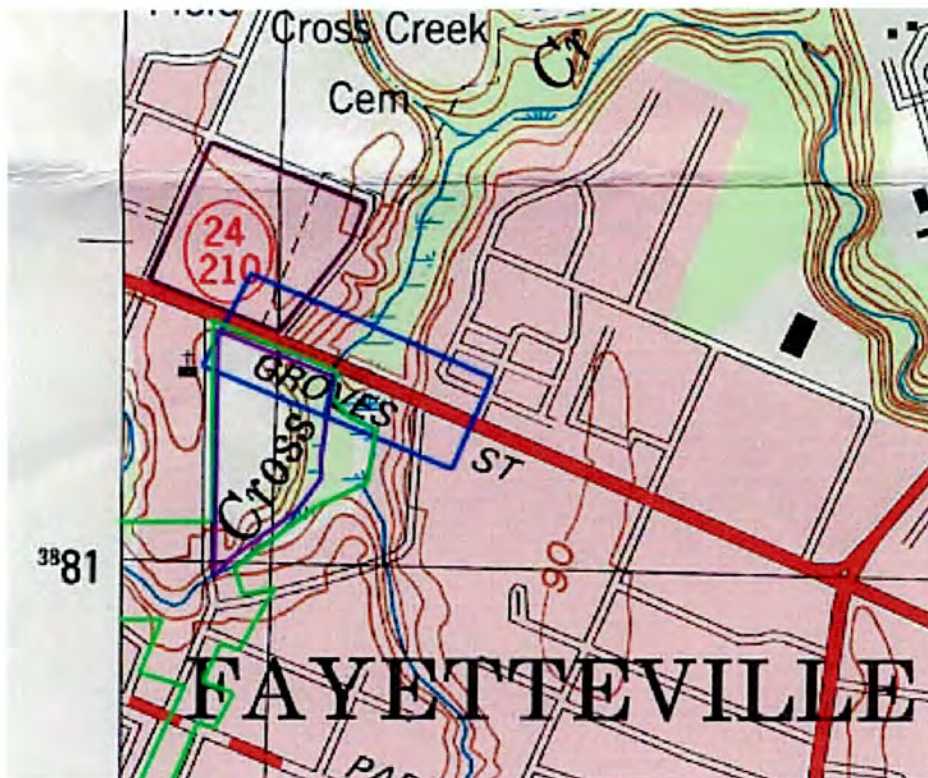 Cross Creek
Cem
Cr
24
210
GROVES
ST
Cross
90
3881
FAYETTEVILLE